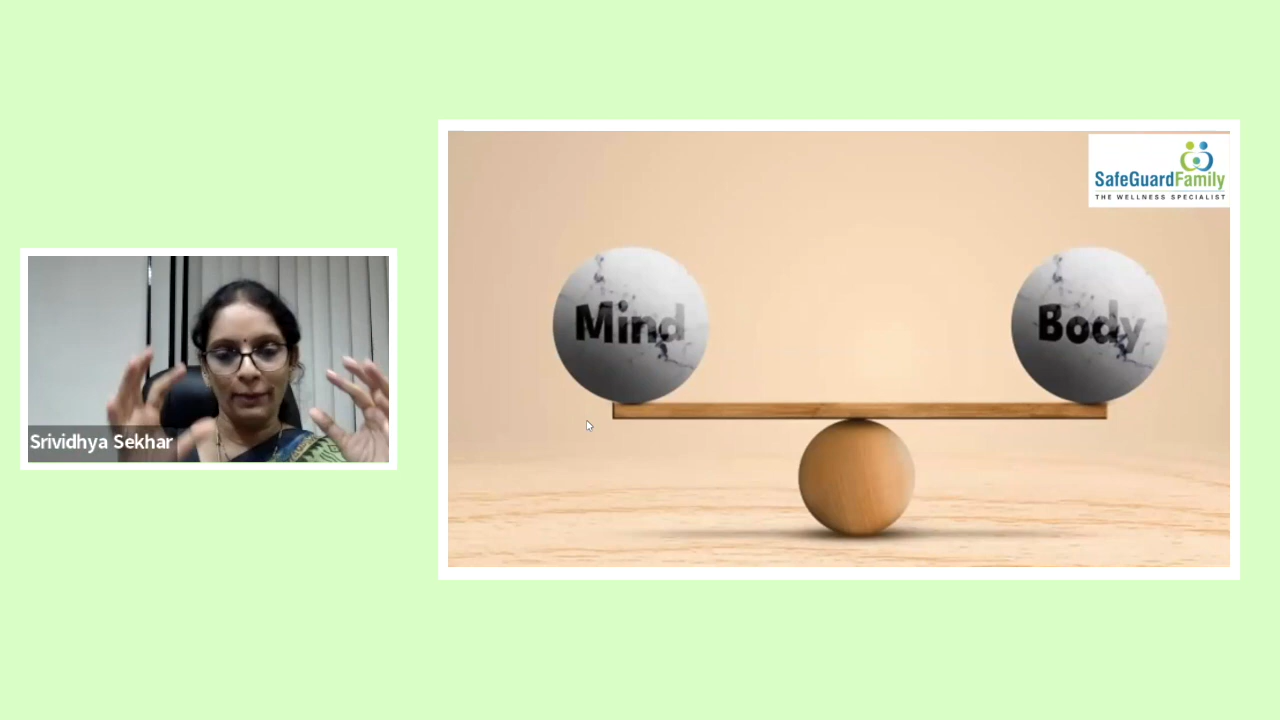 SafeGuardFamily
THE WELLNESS SPECIALIST
Mind
Body
Srividhya Sekhar